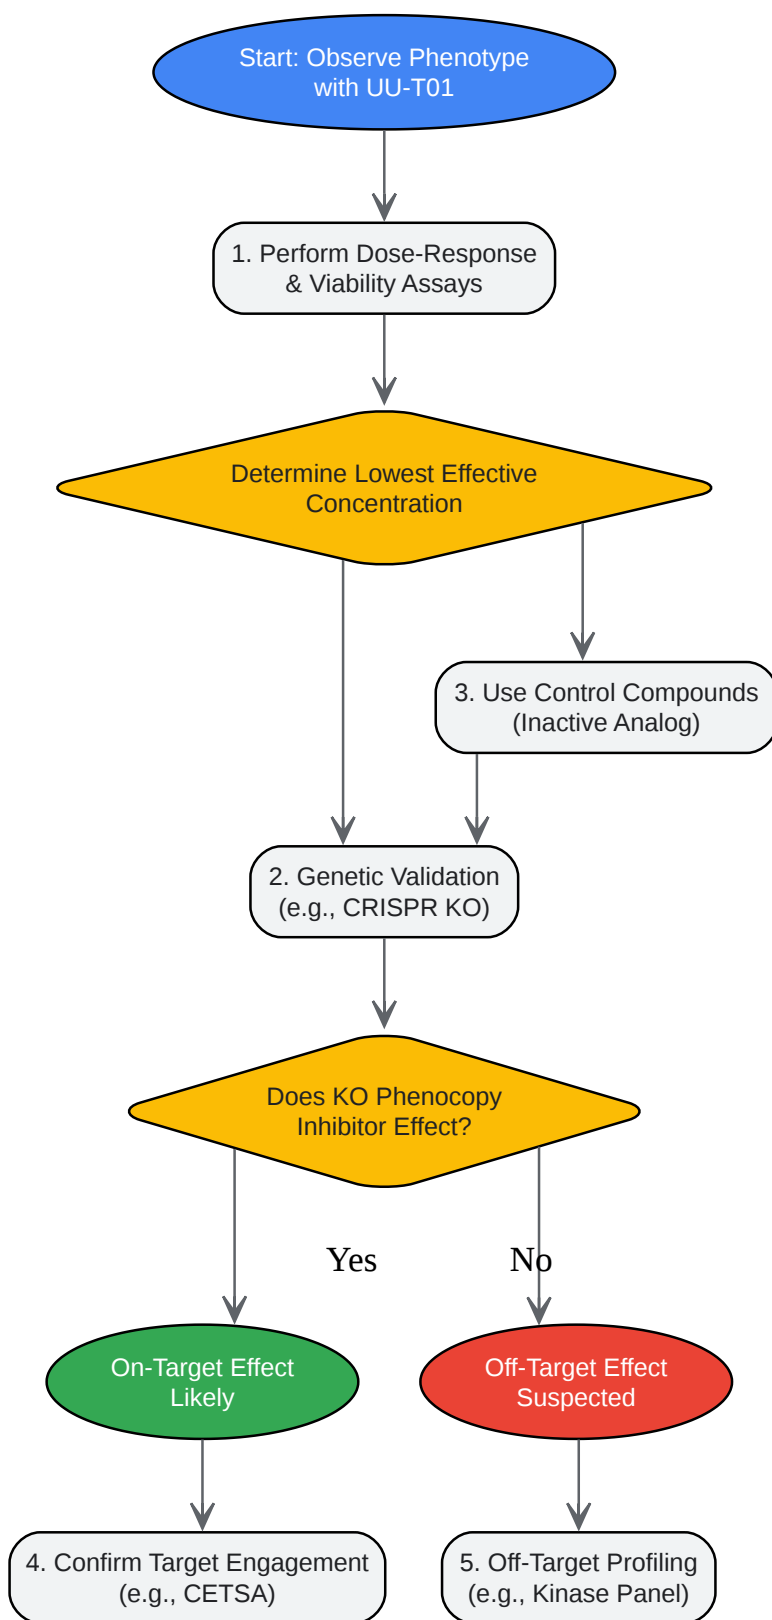 Start: Observe Phenotype
with UU-T01
1. Perform Dose-Response
& Viability Assays
Determine Lowest Effective
Concentration
3. Use Control Compounds
(Inactive Analog)
2. Genetic Validation
(e.g., CRISPR KO)
Does KO Phenocopy
Inhibitor Effect?
Yes
No
On-Target Effect
Likely
Off-Target Effect
Suspected
4. Confirm Target Engagement
(e.g., CETSA)
5. Off-Target Profiling
(e.g., Kinase Panel)